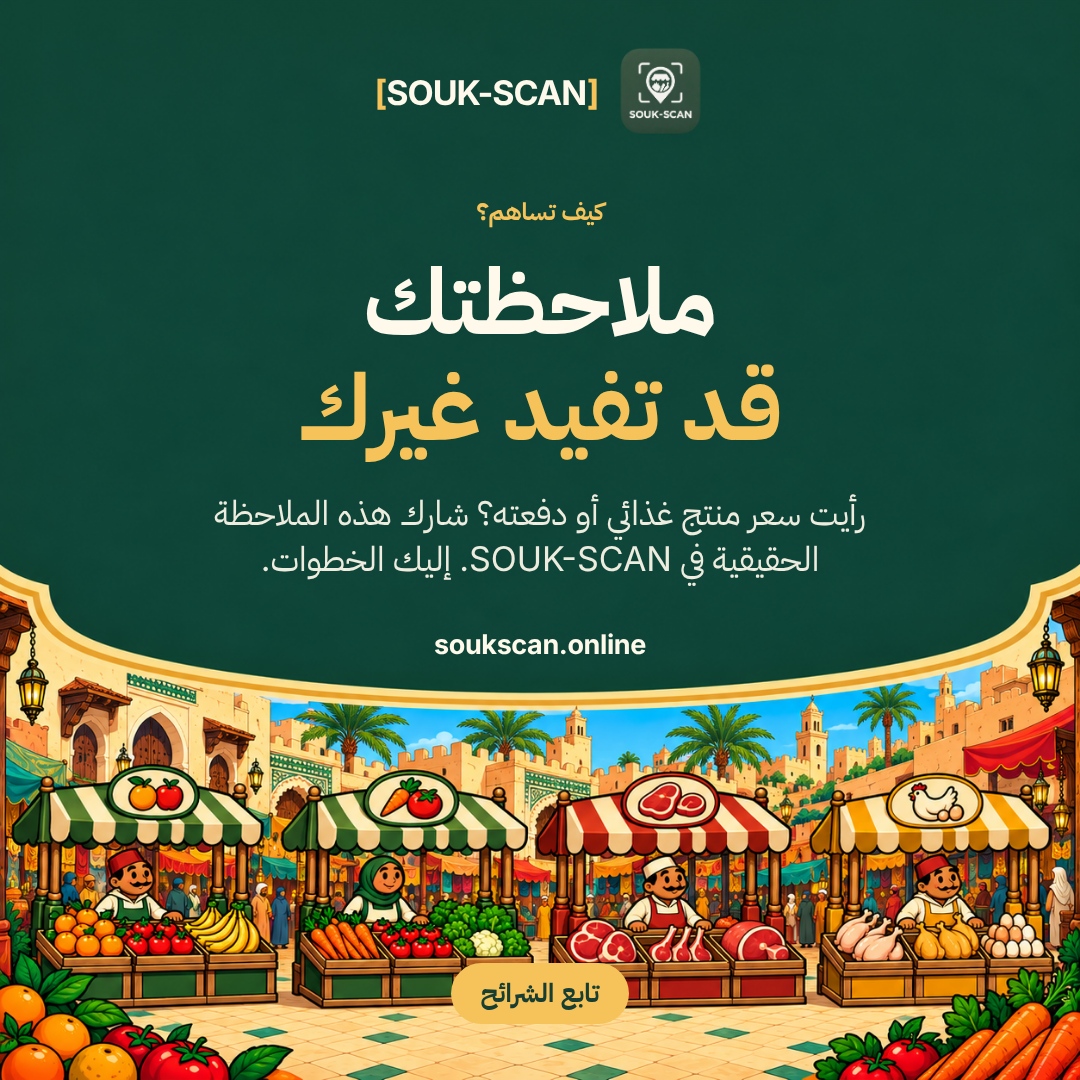 [SOUK-SCAN]
SOUK-SCAN
كيف تساهم؟
ملاحظتك
قد تفيد غيرك
رأيت سعر منتج غذائي أو دفعته؟ شارك هذه الملاحظة
الحقيقية في SOUK-SCAN. إليك الخطوات.
soukscan.online
تابع الشرائح